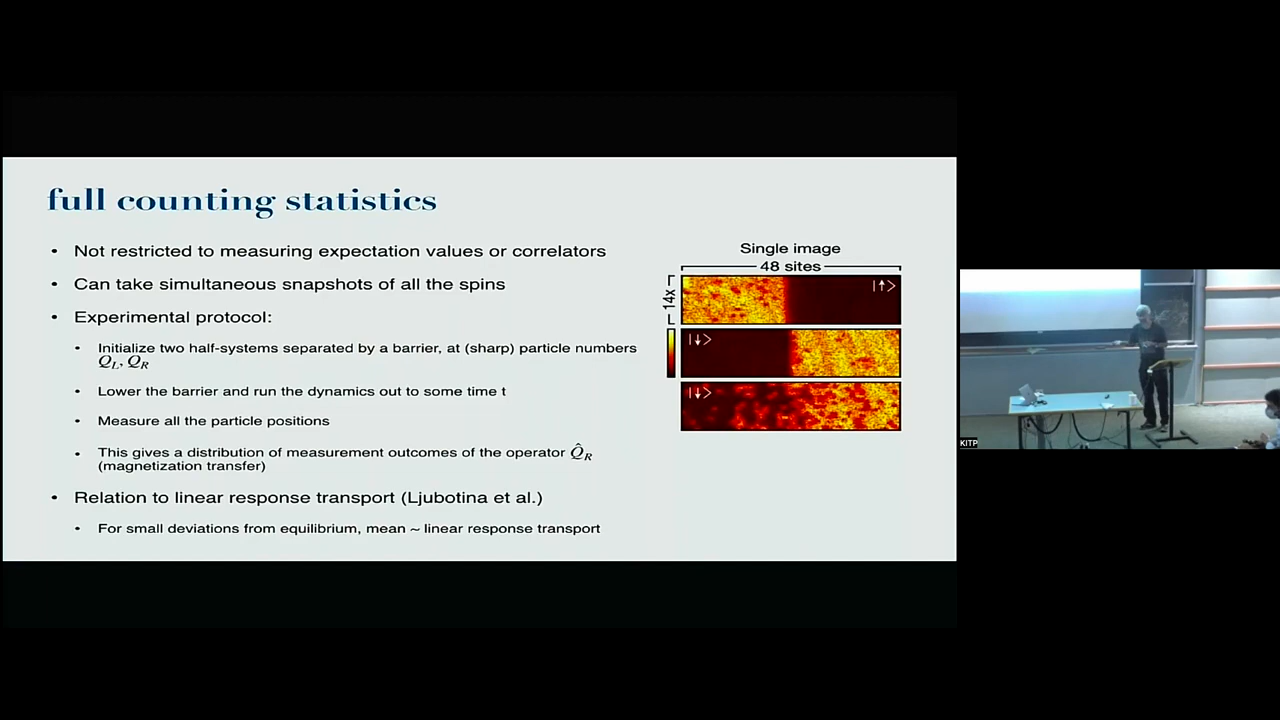 full counting statistics
• Not restricted to measuring expectation values or correlators
• Can take simultaneous snapshots of all the spins
• Experimental protocol:
• Initialize two half-systems separated by a barrier, at (sharp) particle numbers
Q_L, Q_R
• Lower the barrier and run the dynamics out to some time t
• Measure all the particle positions
• This gives a distribution of measurement outcomes of the operator Q̂_R
(magnetization transfer)
• Relation to linear response transport (Ljubotina et al.)
• For small deviations from equilibrium, mean ~ linear response transport
Single image
48 sites
14x
|↑>
|↓>
|↓>
KITP